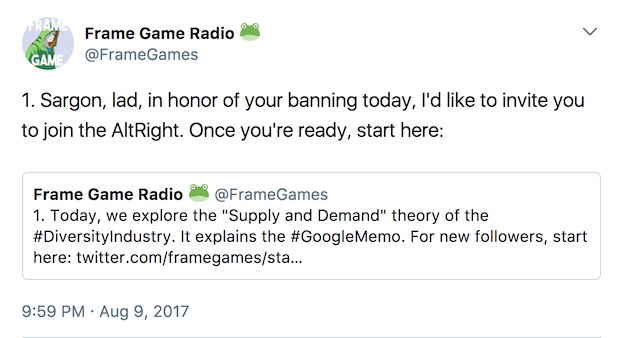 FRAME
GAME
Frame Game Radio 🐸
@FrameGames
1. Sargon, lad, in honor of your banning today, I'd like to invite you
to join the AltRight. Once you're ready, start here:
Frame Game Radio 🐸 @FrameGames
1. Today, we explore the "Supply and Demand" theory of the
#DiversityIndustry. It explains the #GoogleMemo. For new followers, start
here: twitter.com/framegames/sta...
9:59 PM · Aug 9, 2017